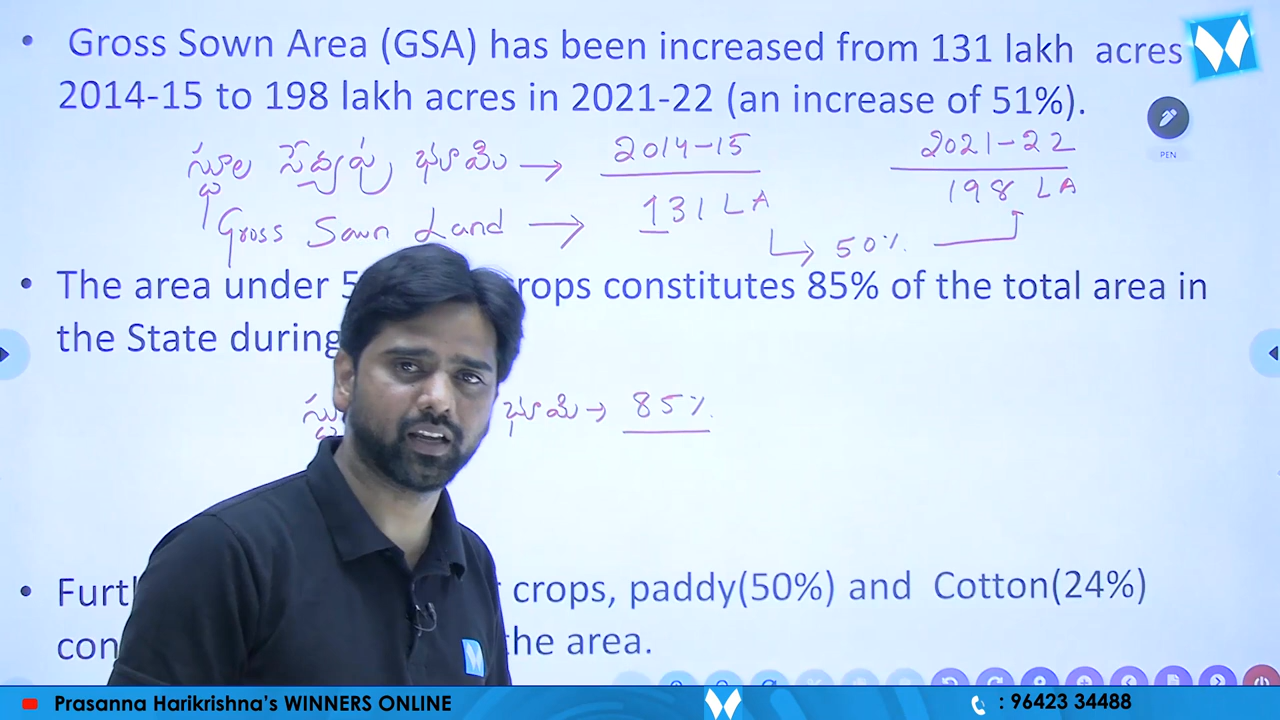 • Gross Sown Area (GSA) has been increased from 131 lakh acres
2014-15 to 198 lakh acres in 2021-22 (an increase of 51%).
స్థూల సేద్యపు భూమి → 2014-15 2021-22
PEN
Gross Sown Land → 131 LA 198 LA
↳ 50%
• The area under 5 crops constitutes 85% of the total area in
the State during
భూమి → 85%
• crops, paddy(50%) and Cotton(24%)
the area.
Prasanna Harikrishna's WINNERS ONLINE : 96423 34488